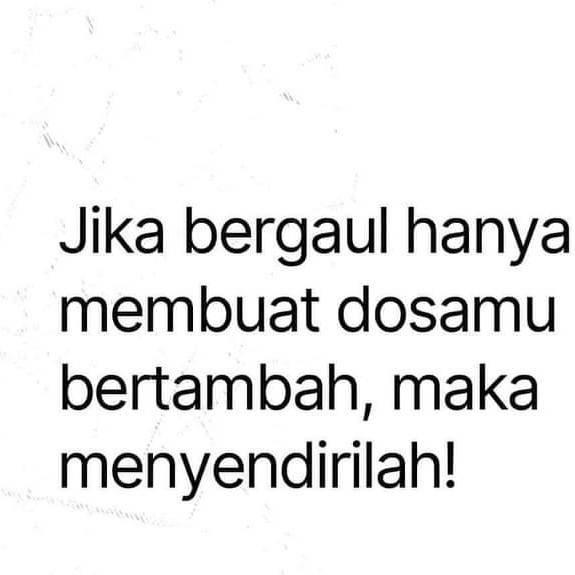 Jika bergaul hanya
membuat dosamu
bertambah, maka
menyendirilah!